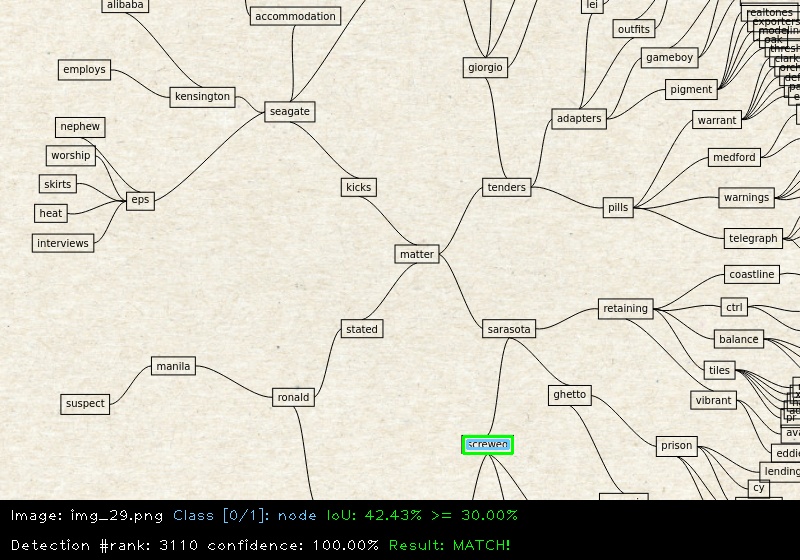 alibaba
accommodation
lei
realtones
exporters
outfits
giorgio
gameboy
employs
kensington
pigment
seagate
adapters
warrant
nephew
worship
medford
skirts
kicks
tenders
eps
warnings
heat
pills
interviews
telegraph
matter
coastline
retaining
ctrl
stated
sarasota
balance
manila
tiles
ronald
ghetto
vibrant
suspect
screweg
prison
eddie
lending
cy
Image: img_29.png Class [0/1]: node IoU: 42.43% >= 30.00%
Detection #rank: 3110 confidence: 100.00% Result: MATCH!